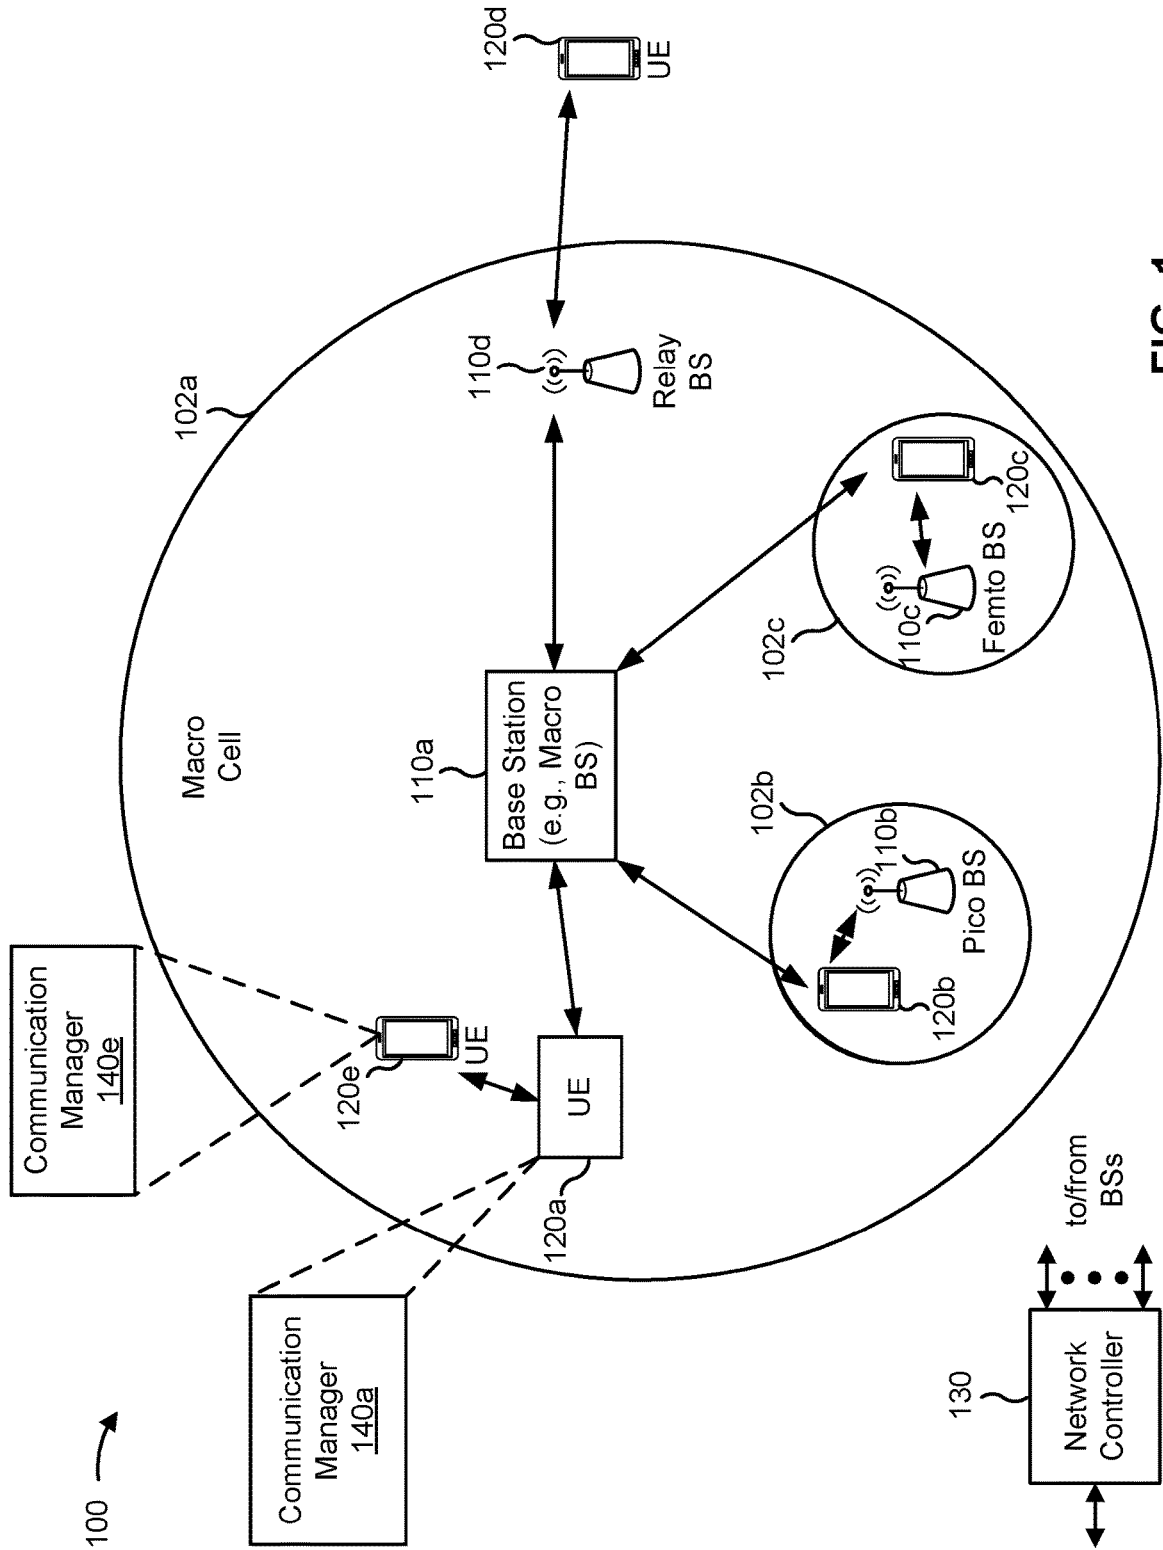 100
Communication
Manager
140a
Communication
Manager
140e
Macro
Cell
102a
120a
UE
120e
UE
110a
Base Station
(e.g., Macro
BS)
110d
Relay
BS
120d
UE
102b
120b
110b
Pico BS
102c
110c
Femto BS
120c
130
Network
Controller
to/from
BSs